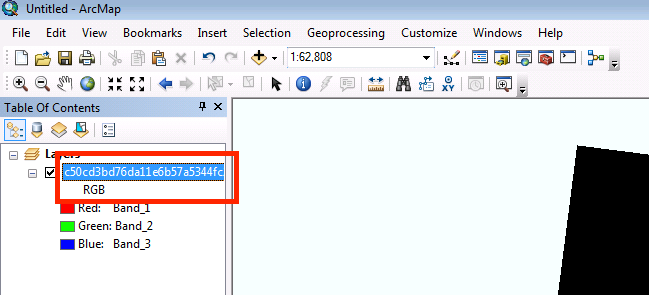 Untitled - ArcMap
File Edit View Bookmarks Insert Selection Geoprocessing Customize Windows
1:62,808
XY
Table Of Contents
Layers
c50cd3bd76da11e6b57a5344fc
RGB
Red: Band_1
Green: Band_2
Blue: Band_3